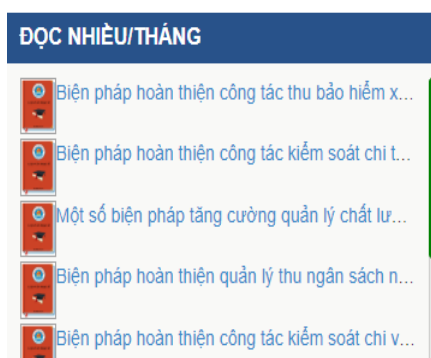 ĐỌC NHIỀU/THÁNG
Biện pháp hoàn thiện công tác thu bảo hiểm x...
Biện pháp hoàn thiện công tác kiểm soát chi t...
Một số biện pháp tăng cường quản lý chất lư...
Biện pháp hoàn thiện quản lý thu ngân sách n...
Biện pháp hoàn thiện công tác kiểm soát chi v...